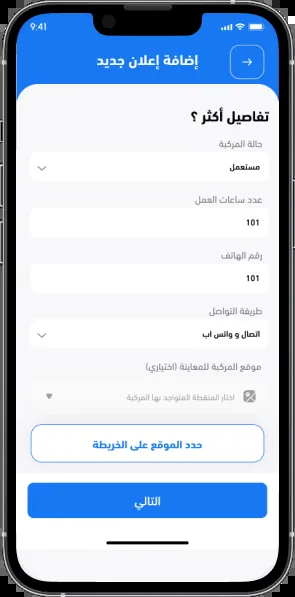 9:41
إضافة إعلان جديد
تفاصيل أكثر ؟
حالة المركبة
مستعمل
عدد ساعات العمل
101
رقم الهاتف
101
طريقة التواصل
اتصال و واتس اب
موقع المركبة للمعاينة (اختياري)
اختار المنقطة المتواجد بها المركبة
حدد الموقع على الخريطة
التالي